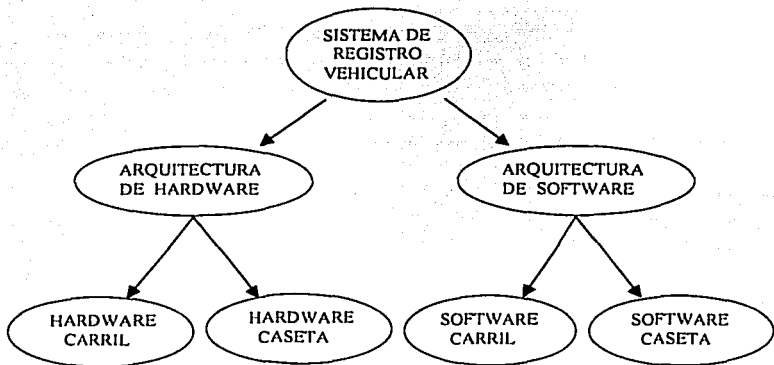 SISTEMA DE
REGISTRO
VEHICULAR
ARQUITECTURA
DE HARDWARE
ARQUITECTURA
DE SOFTWARE
HARDWARE
CARRIL
HARDWARE
CASETA
SOFTWARE
CARRIL
SOFTWARE
CASETA